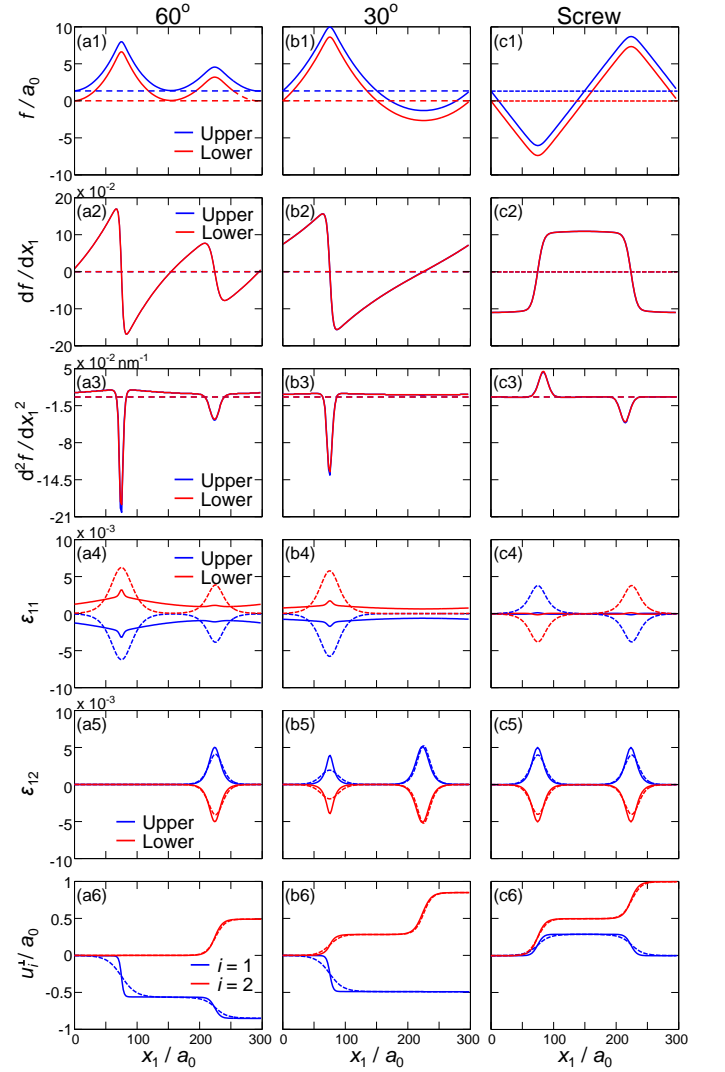 60°
30°
Screw
(a1)
(b1)
(c1)
10
5
0
-5
-10
f / a0
Upper
Lower
x 10-2
(a2)
(b2)
(c2)
20
10
0
-10
-20
df / dx1
Upper
Lower
x 10-2 nm-1
(a3)
(b3)
(c3)
5
-1.5
-8
-14.5
-21
d2f / dx12
Upper
Lower
x 10-3
(a4)
(b4)
(c4)
10
5
0
-5
-10
ε11
Upper
Lower
x 10-3
(a5)
(b5)
(c5)
10
5
0
-5
-10
ε12
Upper
Lower
(a6)
(b6)
(c6)
1
0.5
0
-0.5
-1
ui±/a0
i = 1
i = 2
0 100 200 300 0 100 200 300 0 100 200 300
x1 / a0 x1 / a0 x1 / a0